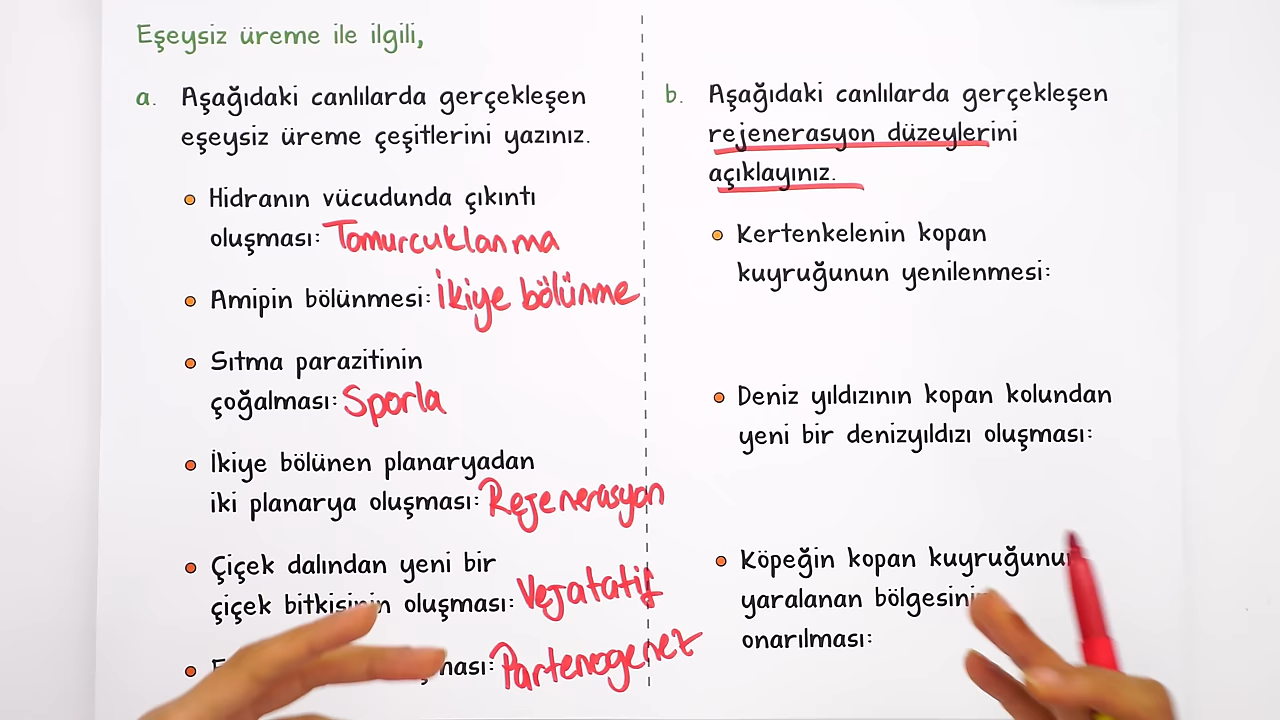 Eşeysiz üreme ile ilgili,
a. Aşağıdaki canlılarda gerçekleşen
eşeysiz üreme çeşitlerini yazınız.
• Hidranın vücudunda çıkıntı
oluşması: Tomurcuklanma
• Amipin bölünmesi: İkiye bölünme
• Sıtma parazitinin
çoğalması: Sporla
• İkiye bölünen planaryadan
iki planarya oluşması: Rejenerasyon
• Çiçek dalından yeni bir
çiçek bitkisinin oluşması: Vejatatif
• Partenogenez
b. Aşağıdaki canlılarda gerçekleşen
rejenerasyon düzeylerini
açıklayınız.
• Kertenkelenin kopan
kuyruğunun yenilenmesi:
• Deniz yıldızının kopan kolundan
yeni bir denizyıldızı oluşması:
• Köpeğin kopan kuyruğunun
yaralanan bölgesinin
onarılması: